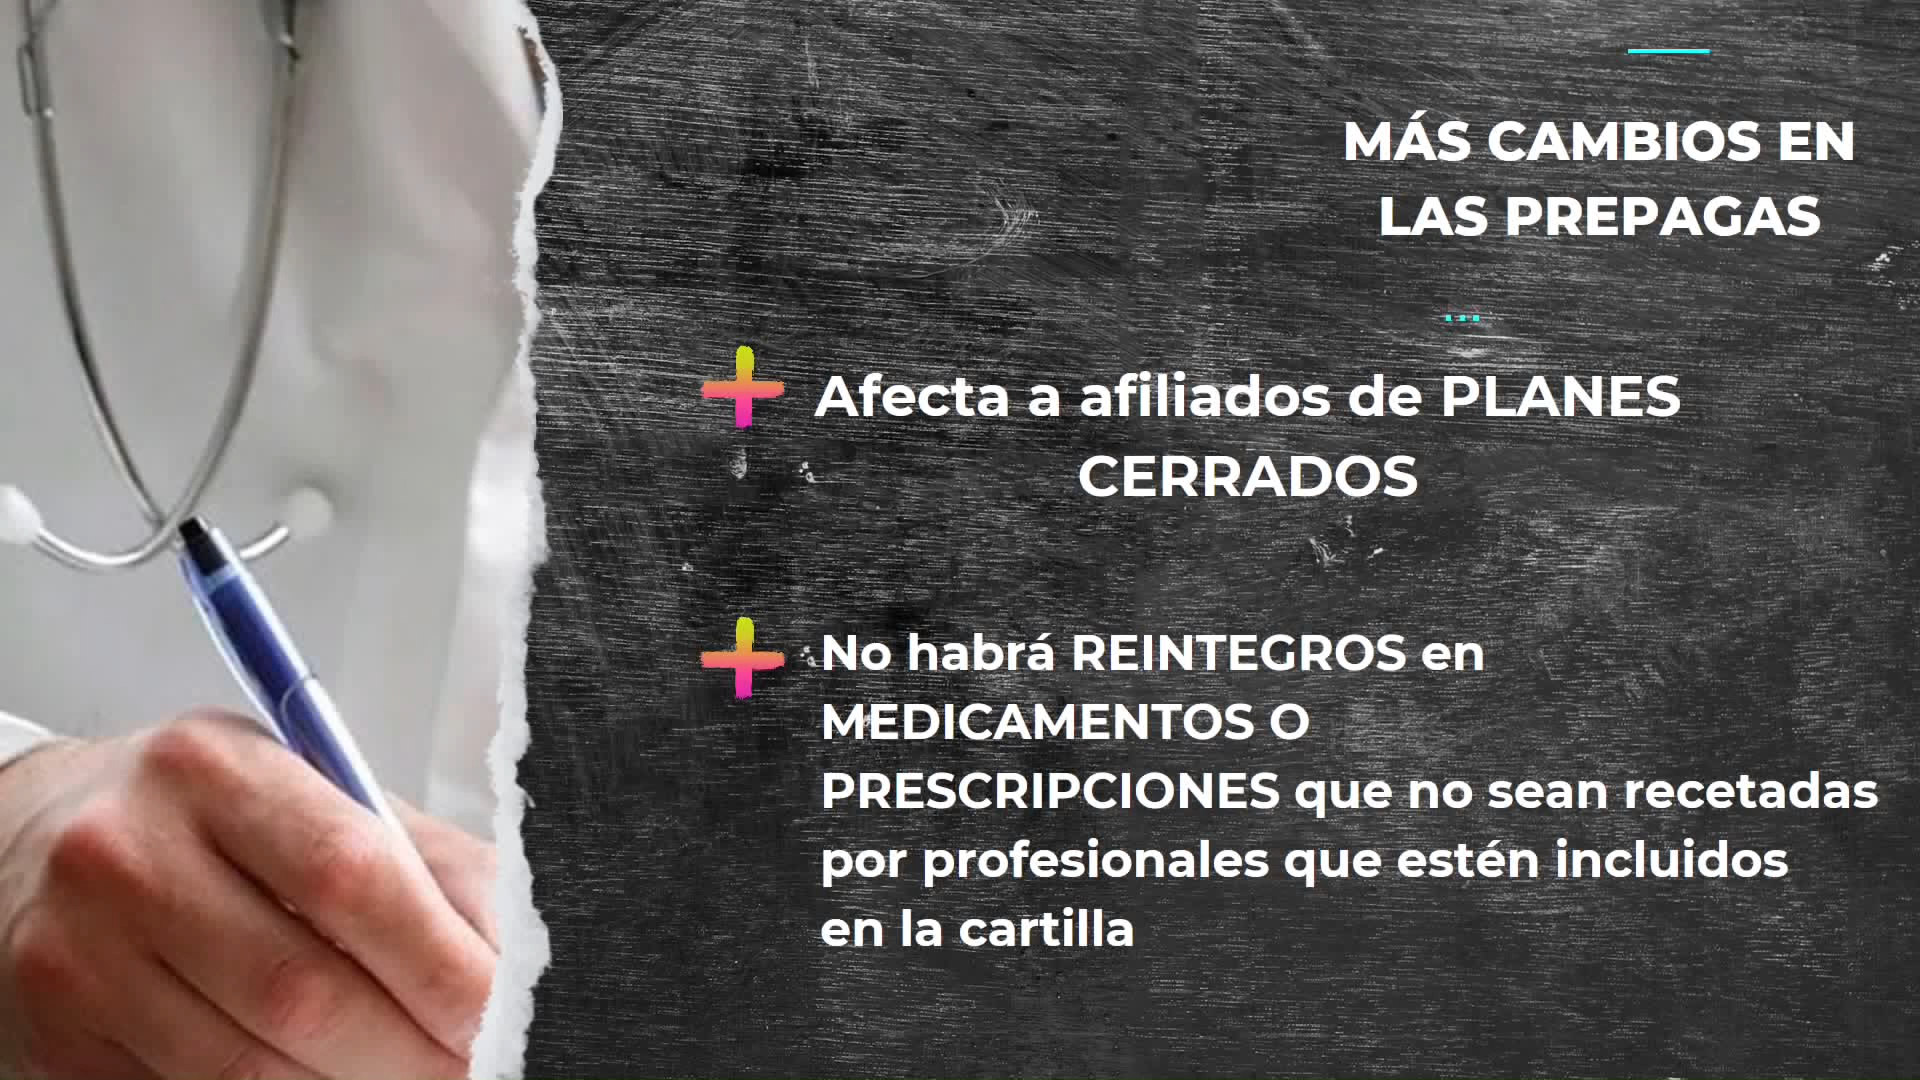 MÁS CAMBIOS EN
LAS PREPAGAS
Afecta a afiliados de PLANES
CERRADOS
No habrá REINTEGROS en
MEDICAMENTOS O
PRESCRIPCIONES que no sean recetadas
por profesionales que estén incluidos
en la cartilla